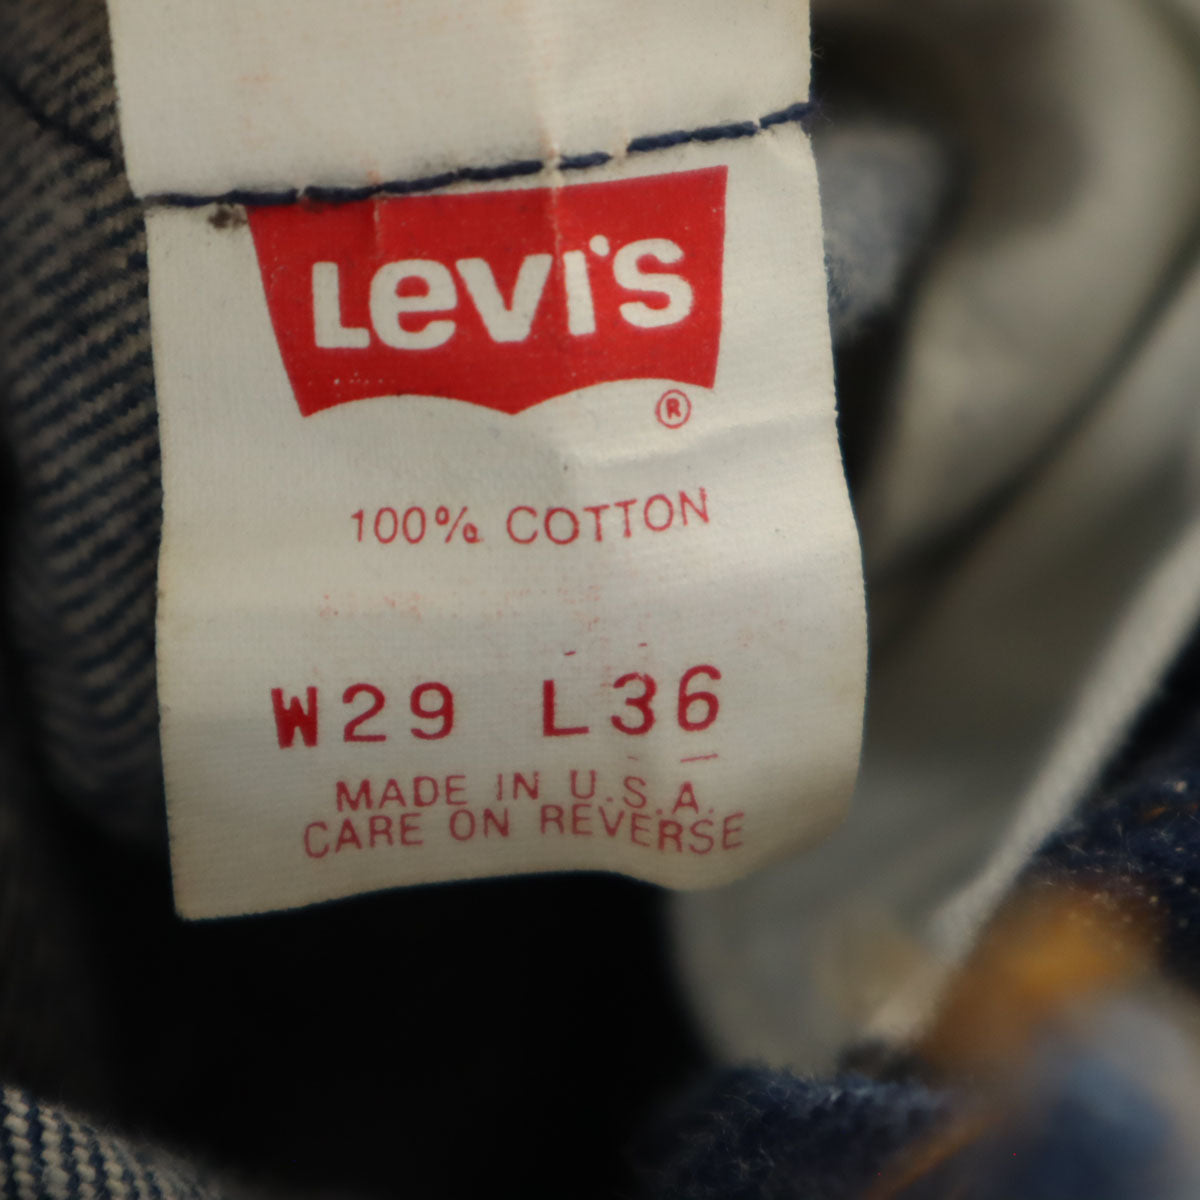 Levi's
®
100% COTTON
W29 L36
MADE IN U.S.A.
CARE ON REVERSE